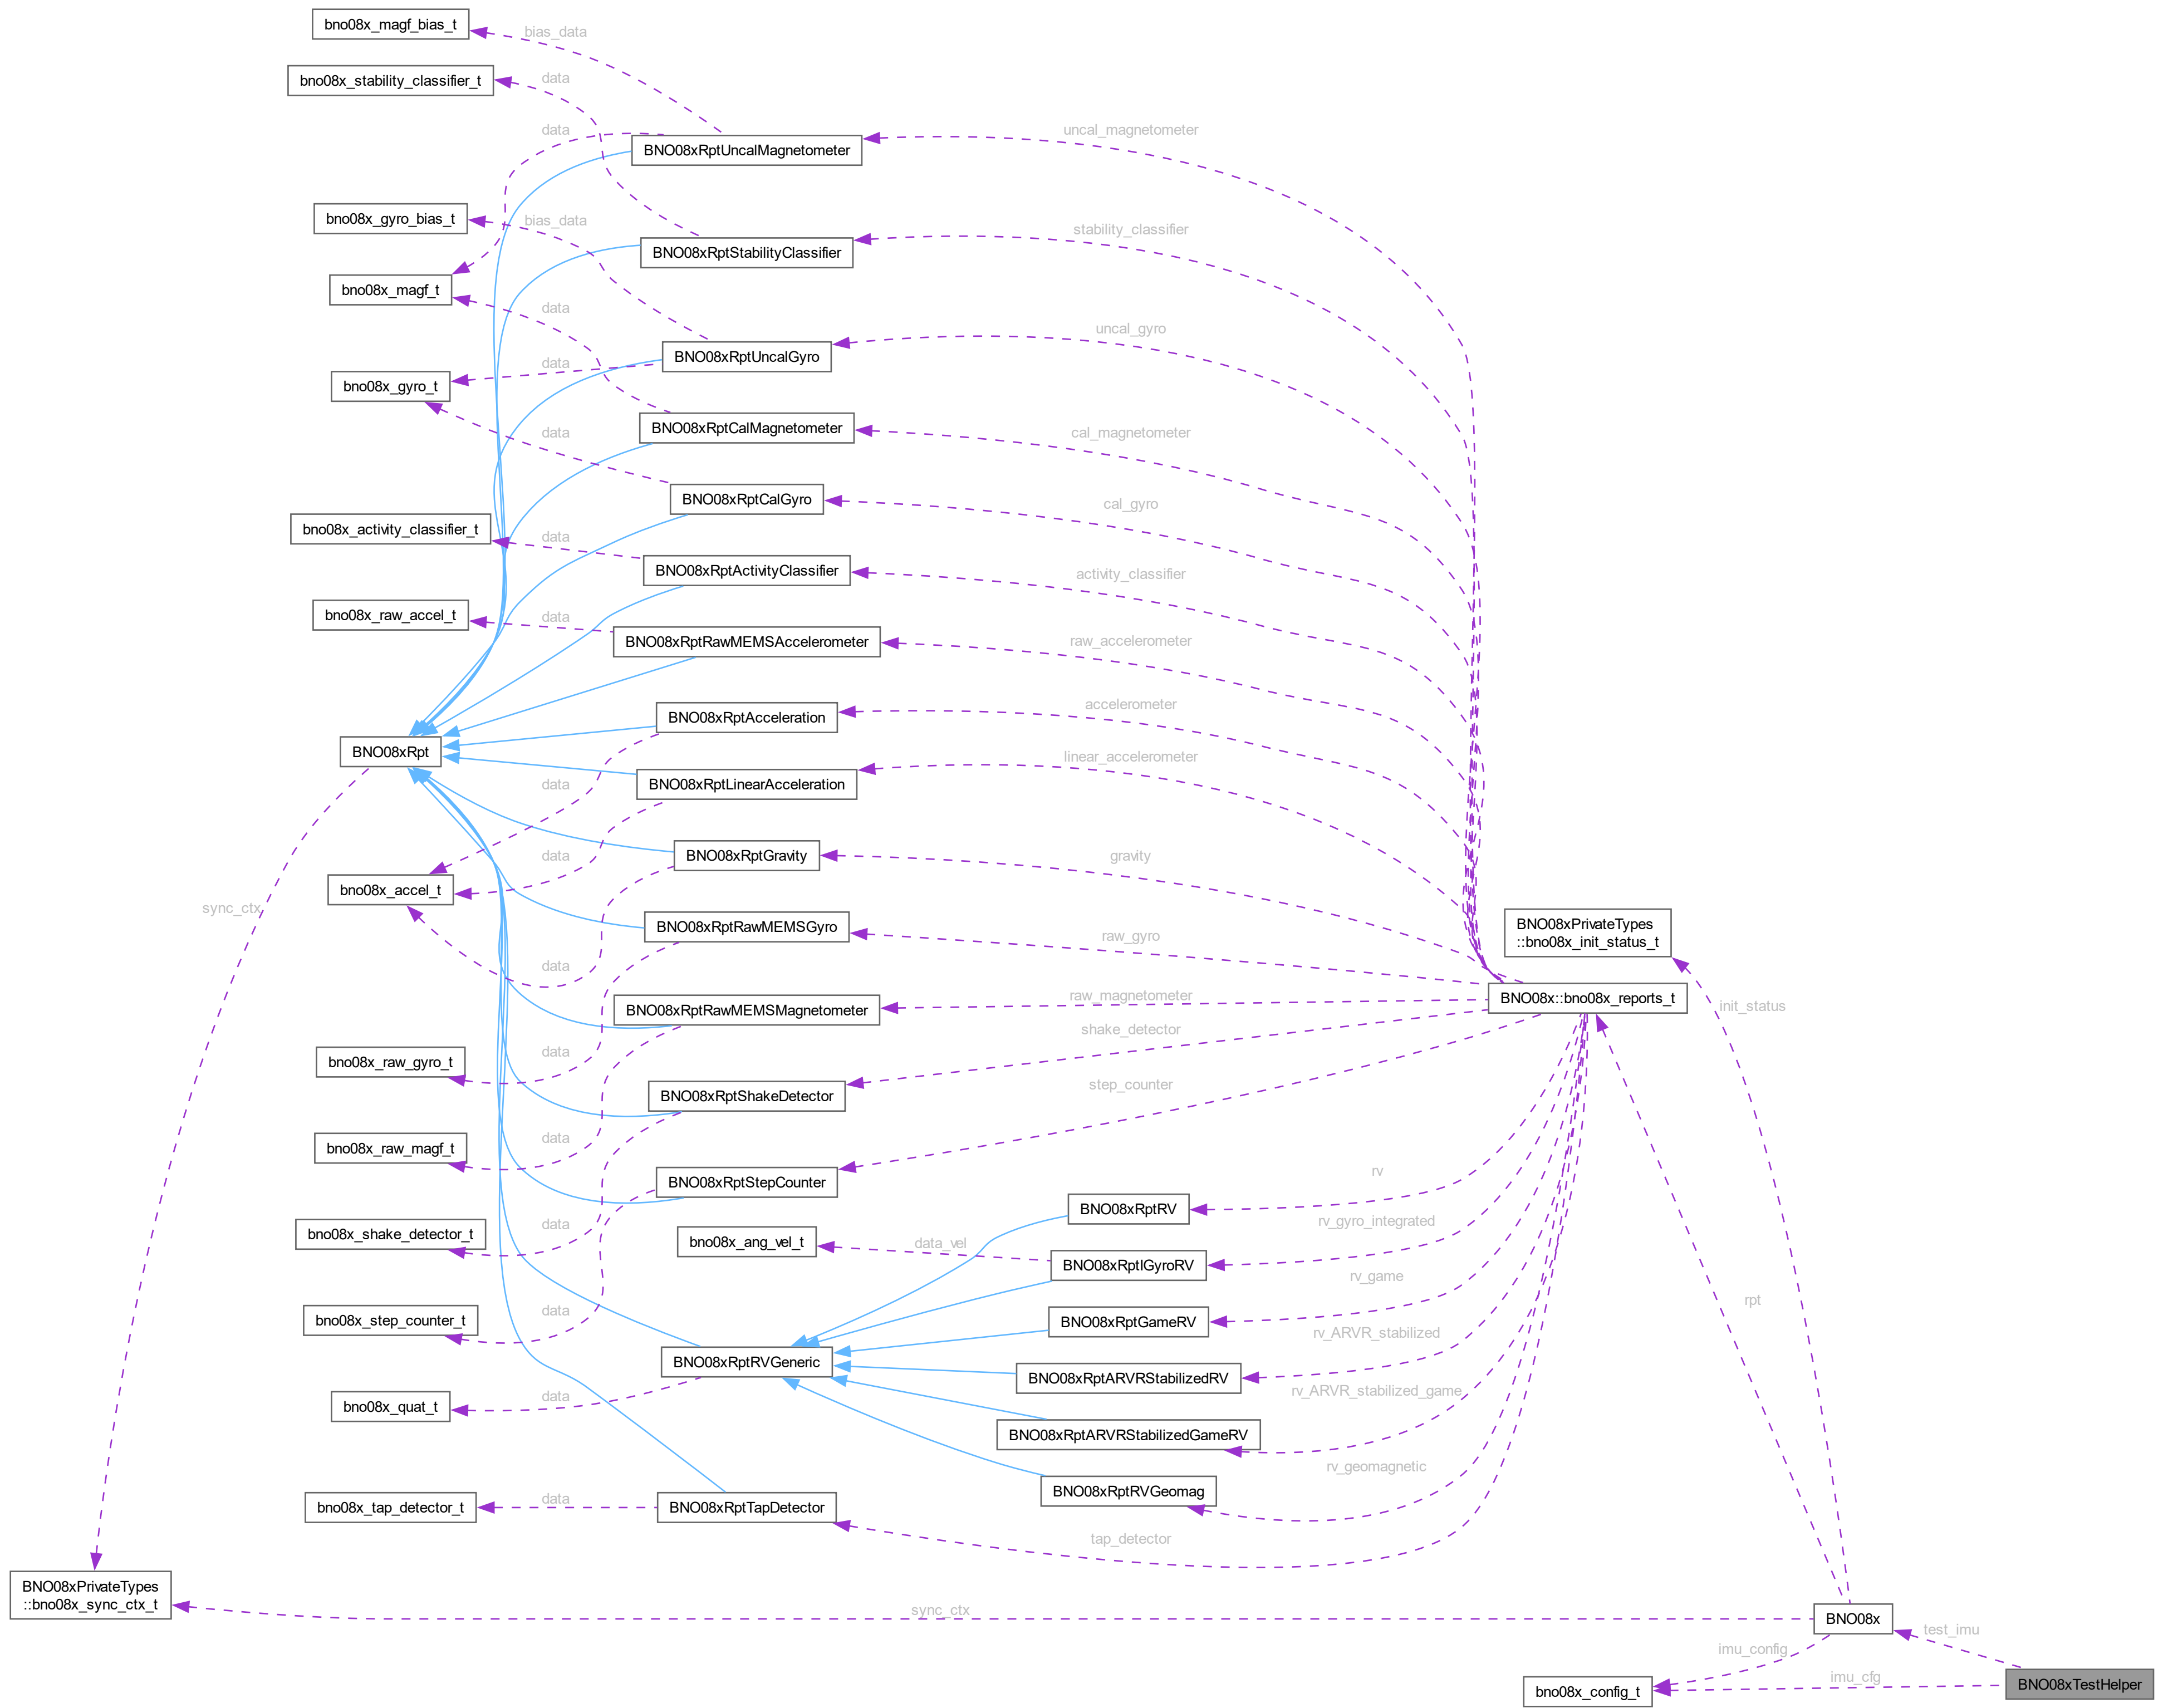 bno08x_magf_bias_t
bias_data
bno08x_stability_classifier_t
data
data
BNO08xRptUncalMagnetometer
uncal_magnetometer
bno08x_gyro_bias_t
bias_data
stability_classifier
BNO08xRptStabilityClassifier
bno08x_magf_t
data
uncal_gyro
BNO08xRptUncalGyro
bno08x_gyro_t
data
BNO08xRptCalMagnetometer
cal_magnetometer
data
BNO08xRptCalGyro
cal_gyro
bno08x_activity_classifier_t
data
BNO08xRptActivityClassifier
activity_classifier
bno08x_raw_accel_t
data
BNO08xRptRawMEMSAccelerometer
raw_accelerometer
BNO08xRptAcceleration
accelerometer
BNO08xRpt
data
BNO08xRptLinearAcceleration
linear_accelerometer
data
BNO08xRptGravity
gravity
bno08x_accel_t
sync_ctx
BNO08xRptRawMEMSGyro
raw_gyro
BNO08xPrivateTypes
::bno08x_init_status_t
data
BNO08xRptRawMEMSMagnetometer
raw_magnetometer
BNO08x::bno08x_reports_t
init_status
shake_detector
bno08x_raw_gyro_t
data
BNO08xRptShakeDetector
step_counter
bno08x_raw_magf_t
data
BNO08xRptStepCounter
rv
BNO08xRptRV
bno08x_shake_detector_t
data
bno08x_ang_vel_t
data_vel
rv_gyro_integrated
BNO08xRptIGyroRV
rv_game
rpt
bno08x_step_counter_t
data
BNO08xRptGameRV
rv_ARVR_stabilized
BNO08xRptRVGeneric
BNO08xRptARVRStabilizedRV
bno08x_quat_t
data
rv_ARVR_stabilized_game
BNO08xRptARVRStabilizedGameRV
rv_geomagnetic
BNO08xRptRVGeomag
bno08x_tap_detector_t
data
BNO08xRptTapDetector
tap_detector
BNO08xPrivateTypes
::bno08x_sync_ctx_t
sync_ctx
BNO08x
test_imu
imu_config
imu_cfg
bno08x_config_t
BNO08xTestHelper